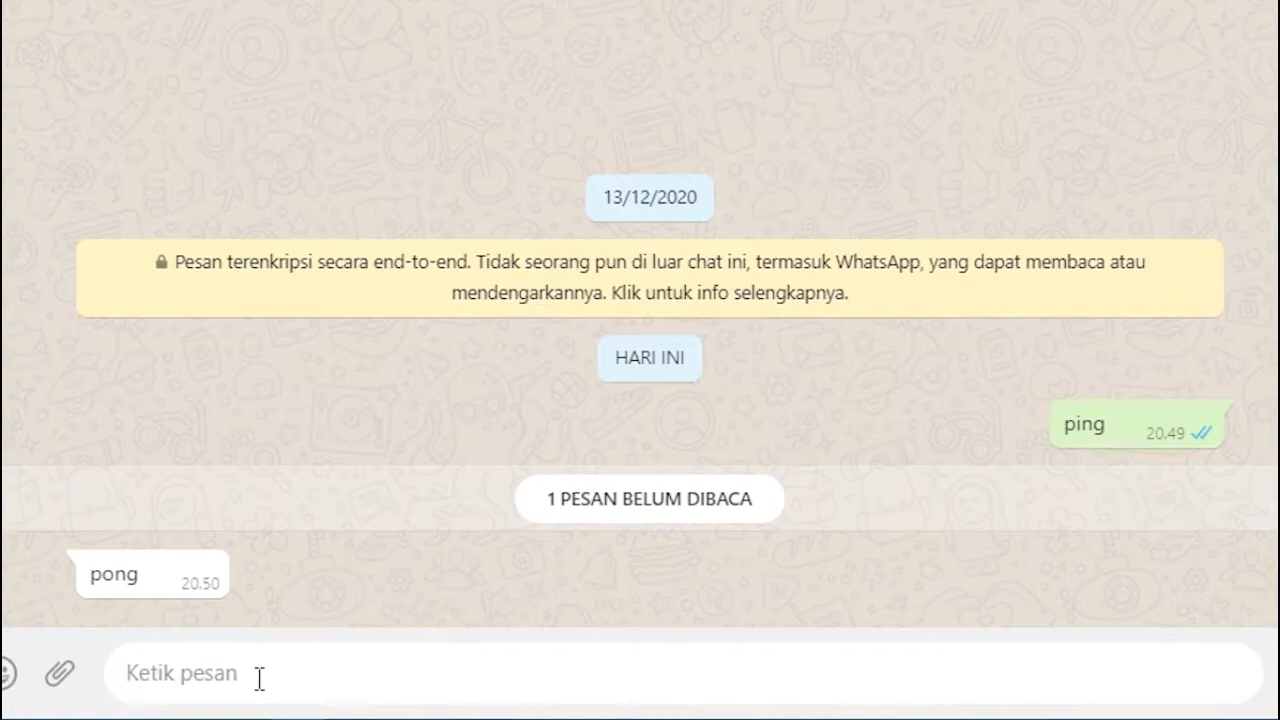 13/12/2020
Pesan terenkripsi secara end-to-end. Tidak seorang pun di luar chat ini, termasuk WhatsApp, yang dapat membaca atau
mendengarkannya. Klik untuk info selengkapnya.
HARI INI
ping 20.49
1 PESAN BELUM DIBACA
pong 20.50
Ketik pesan